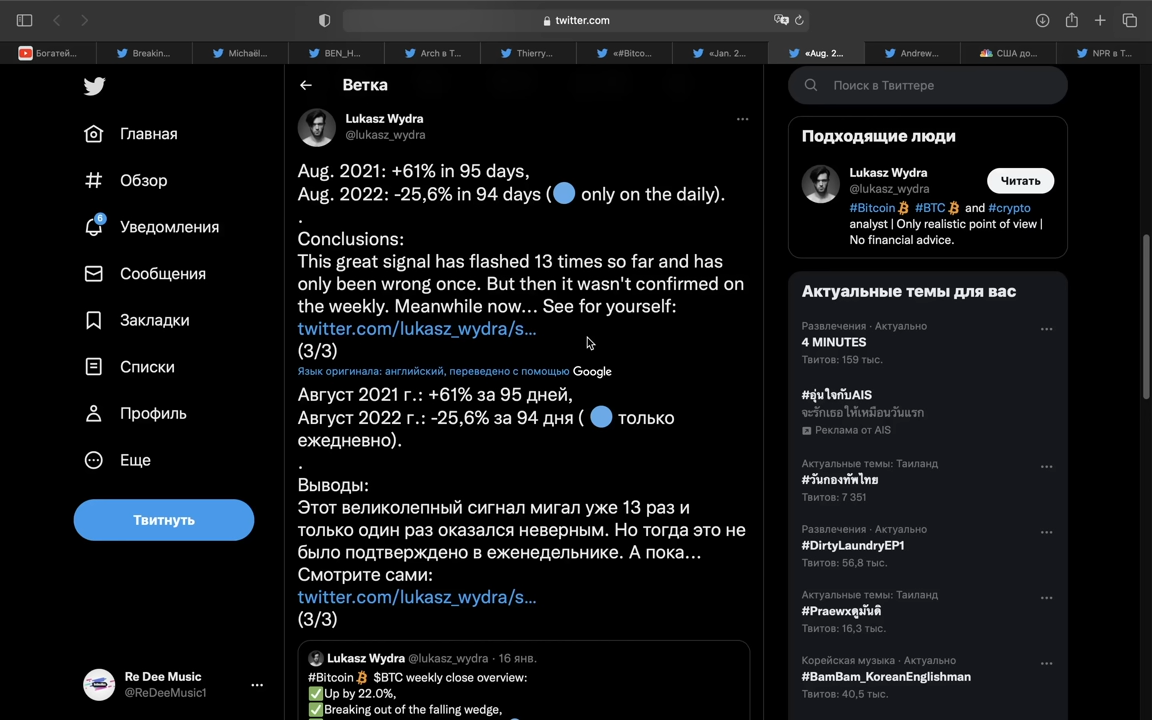 twitter.com
Богатей...
Breakin...
Michaël...
BEN_H...
Arch в T...
Thierry...
«#Bitco...
«Jan. 2...
«Aug. 2...
Andrew...
США до...
NPR в T...
Главная
Обзор
6
Уведомления
Сообщения
Закладки
Списки
Профиль
Еще
Твитнуть
Re Dee Music
@ReDeeMusic1
Ветка
Lukasz Wydra
@lukasz_wydra
Aug. 2021: +61% in 95 days,
Aug. 2022: -25,6% in 94 days (🔵 only on the daily).
.
Conclusions:
This great signal has flashed 13 times so far and has
only been wrong once. But then it wasn't confirmed on
the weekly. Meanwhile now... See for yourself:
twitter.com/lukasz_wydra/s...
(3/3)
Язык оригинала: английский, переведено с помощью Google
Август 2021 г.: +61% за 95 дней,
Август 2022 г.: -25,6% за 94 дня ( 🔵 только
ежедневно).
.
Выводы:
Этот великолепный сигнал мигал уже 13 раз и
только один раз оказался неверным. Но тогда это не
было подтверждено в еженедельнике. А пока...
Смотрите сами:
twitter.com/lukasz_wydra/s...
(3/3)
Lukasz Wydra @lukasz_wydra · 16 янв.
#Bitcoin $BTC weekly close overview:
✅Up by 22.0%,
✅Breaking out of the falling wedge,
Поиск в Твиттере
Подходящие люди
Lukasz Wydra
@lukasz_wydra
Читать
#Bitcoin #BTC and #crypto
analyst | Only realistic point of view |
No financial advice.
Актуальные темы для вас
Развлечения · Актуально
4 MINUTES
Твитов: 159 тыс.
#อุ่นใจกับAIS
จะรักเธอให้เหมือนวันแรก
Реклама от AIS
Актуальные темы: Таиланд
#วันกองทัพไทย
Твитов: 7 351
Развлечения · Актуально
#DirtyLaundryEP1
Твитов: 56,8 тыс.
Актуальные темы: Таиланд
#Praewxดูมันดิ
Твитов: 16,3 тыс.
Корейская музыка · Актуально
#BamBam_KoreanEnglishman
Твитов: 40,5 тыс.